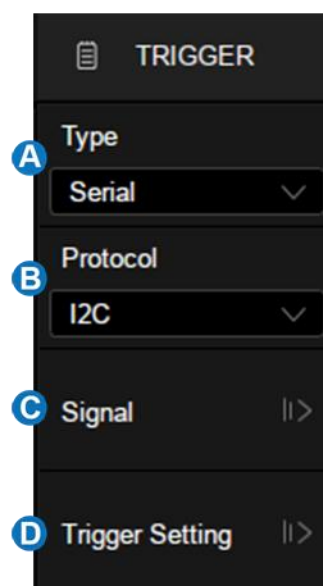 TRIGGER
A
Type
Serial
B
Protocol
I2C
C
Signal
D
Trigger Setting